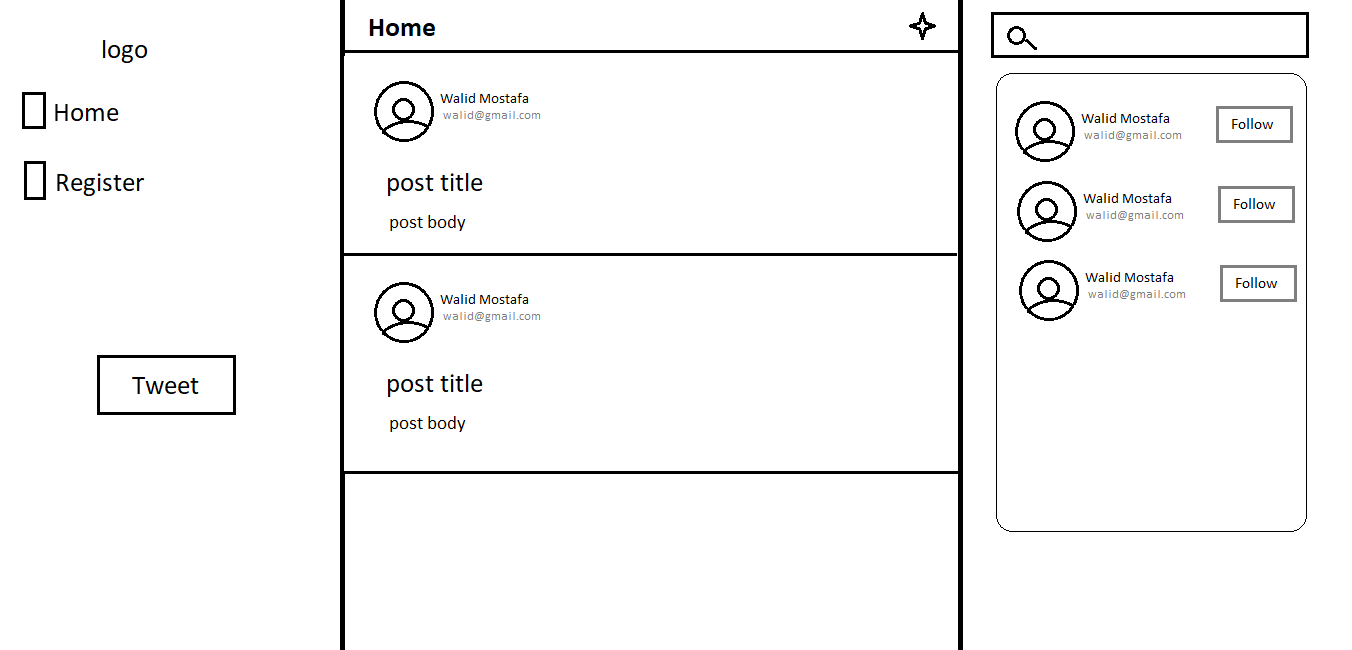 logo
Home
Register
Tweet
Home
Walid Mostafa
walid@gmail.com
post title
post body
Walid Mostafa
walid@gmail.com
post title
post body
Walid Mostafa
walid@gmail.com
Follow
Walid Mostafa
walid@gmail.com
Follow
Walid Mostafa
walid@gmail.com
Follow